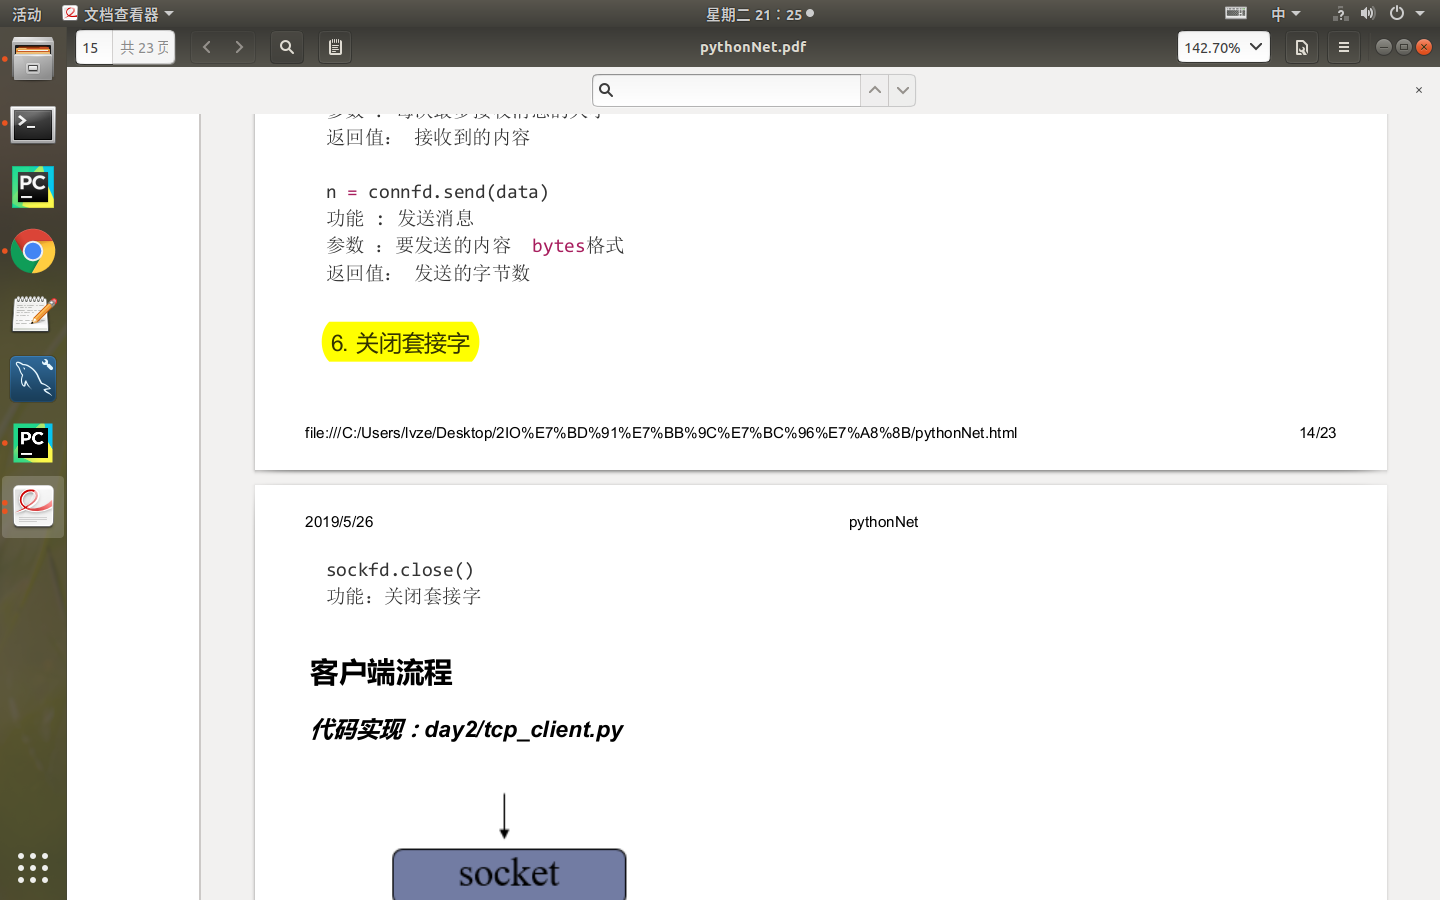 活动
文档查看器
星期二 21：25
中
15
共 23 页
pythonNet.pdf
142.70%
返回值： 接收到的内容
n = connfd.send(data)
功能 : 发送消息
参数 ：要发送的内容 bytes格式
返回值： 发送的字节数
6. 关闭套接字
file:///C:/Users/lvze/Desktop/2IO%E7%BD%91%E7%BB%9C%E7%BC%96%E7%A8%8B/pythonNet.html
14/23
2019/5/26
pythonNet
sockfd.close()
功能：关闭套接字
客户端流程
代码实现：day2/tcp_client.py
socket
PC
PC